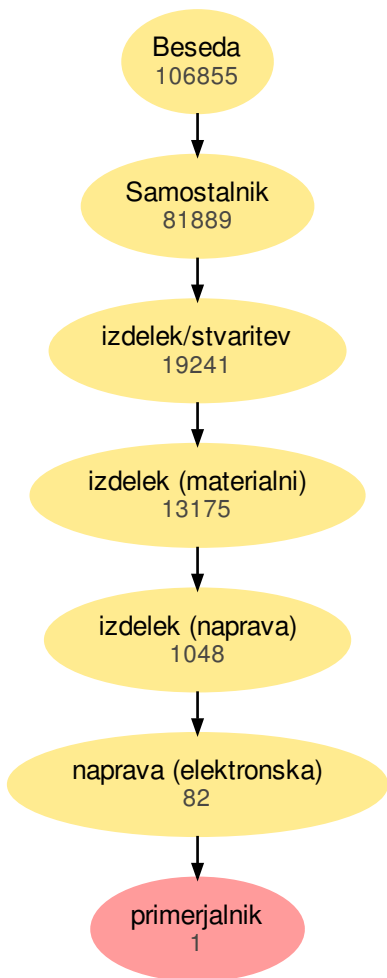 Beseda
106855
Samostalnik
81889
izdelek/stvaritev
19241
izdelek (materialni)
13175
izdelek (naprava)
1048
naprava (elektronska)
82
primerjalnik
1